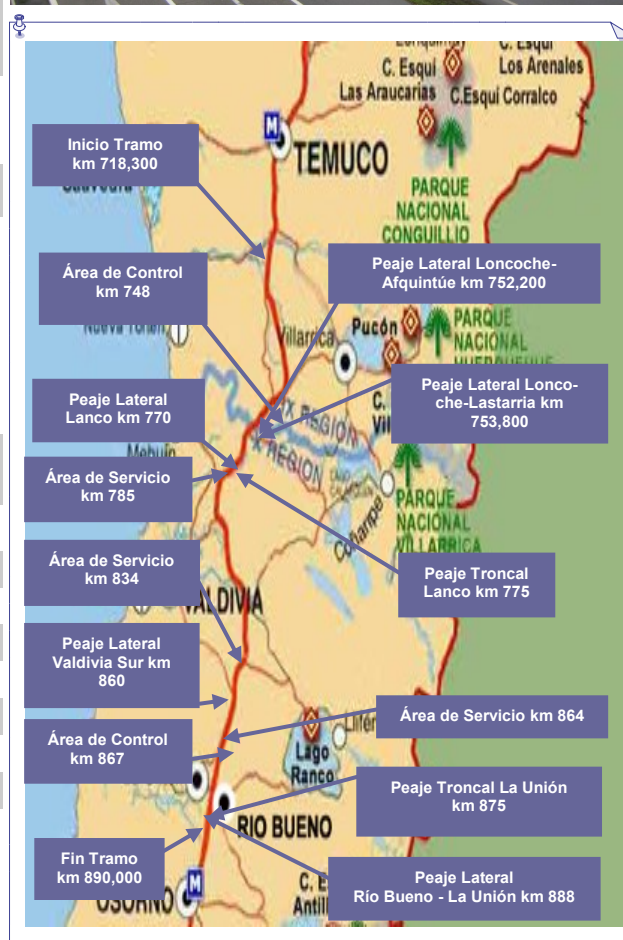 C. Esquí
C. Esqui
Las Araucarias
Los Arenales
C.Esquí Corralco
M
TEMUCO
Inicio Tramo
km 718,300
PARQUE
NACIONAL
CONGUILLIO
Área de Control
km 748
Peaje Lateral Loncoche-
Afquintúe km 752,200
Villarrica
Pucón
PARQUE
NACIONAL
Peaje Lateral
Lanco km 770
Peaje Lateral Lonco-
che-Lastarria km
753,800
IX REGION
X REGION
C.
Área de Servicio
km 785
Coñaripe
PARQUE
NACIONAL
VILLARRICA
Área de Servicio
km 834
Peaje Troncal
Lanco km 775
VALDIVIA
Peaje Lateral
Valdivia Sur km
860
Área de Servicio km 864
Área de Control
km 867
Lago
Ranco
Peaje Troncal La Unión
km 875
RIO BUENO
Fin Tramo
km 890,000
Peaje Lateral
Río Bueno - La Unión km 888
M
OSORNO
C.